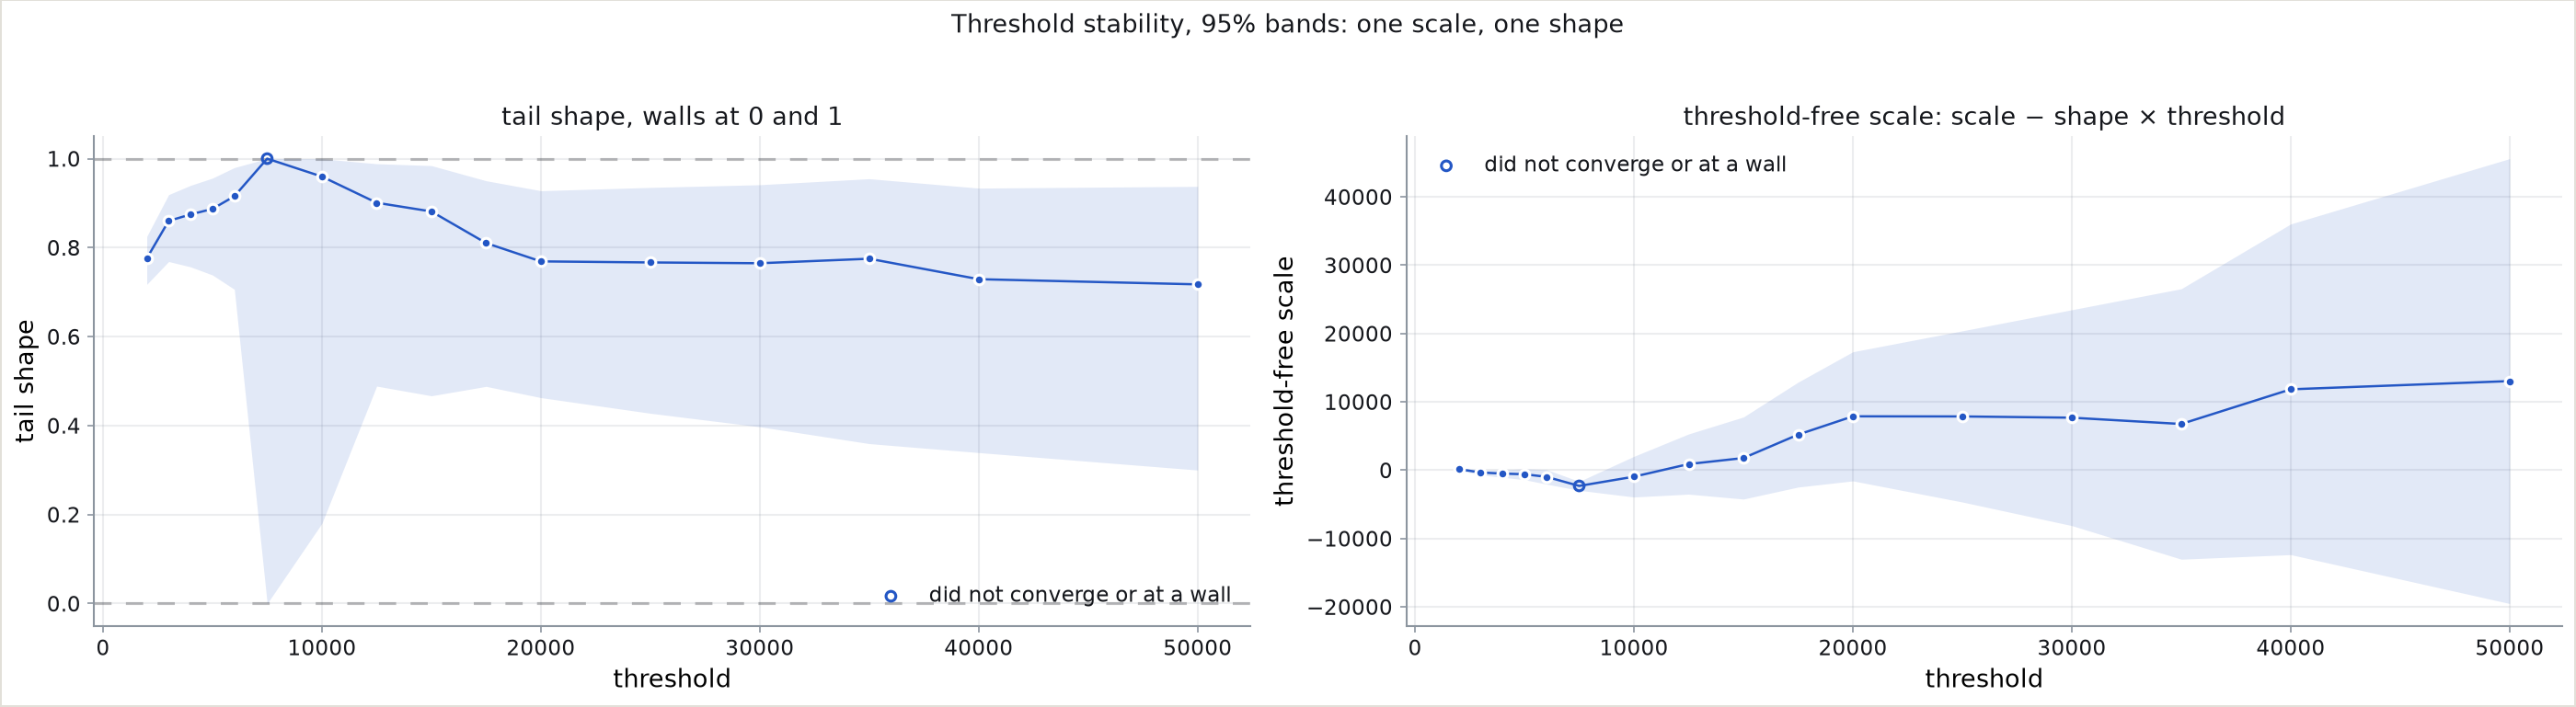 Threshold stability, 95% bands: one scale, one shape
tail shape, walls at 0 and 1
1.0
0.8
0.6
0.4
0.2
0.0
tail shape
did not converge or at a wall
0 10000 20000 30000 40000 50000
threshold
threshold-free scale: scale − shape × threshold
did not converge or at a wall
40000
30000
20000
10000
0
−10000
−20000
threshold-free scale
0 10000 20000 30000 40000 50000
threshold